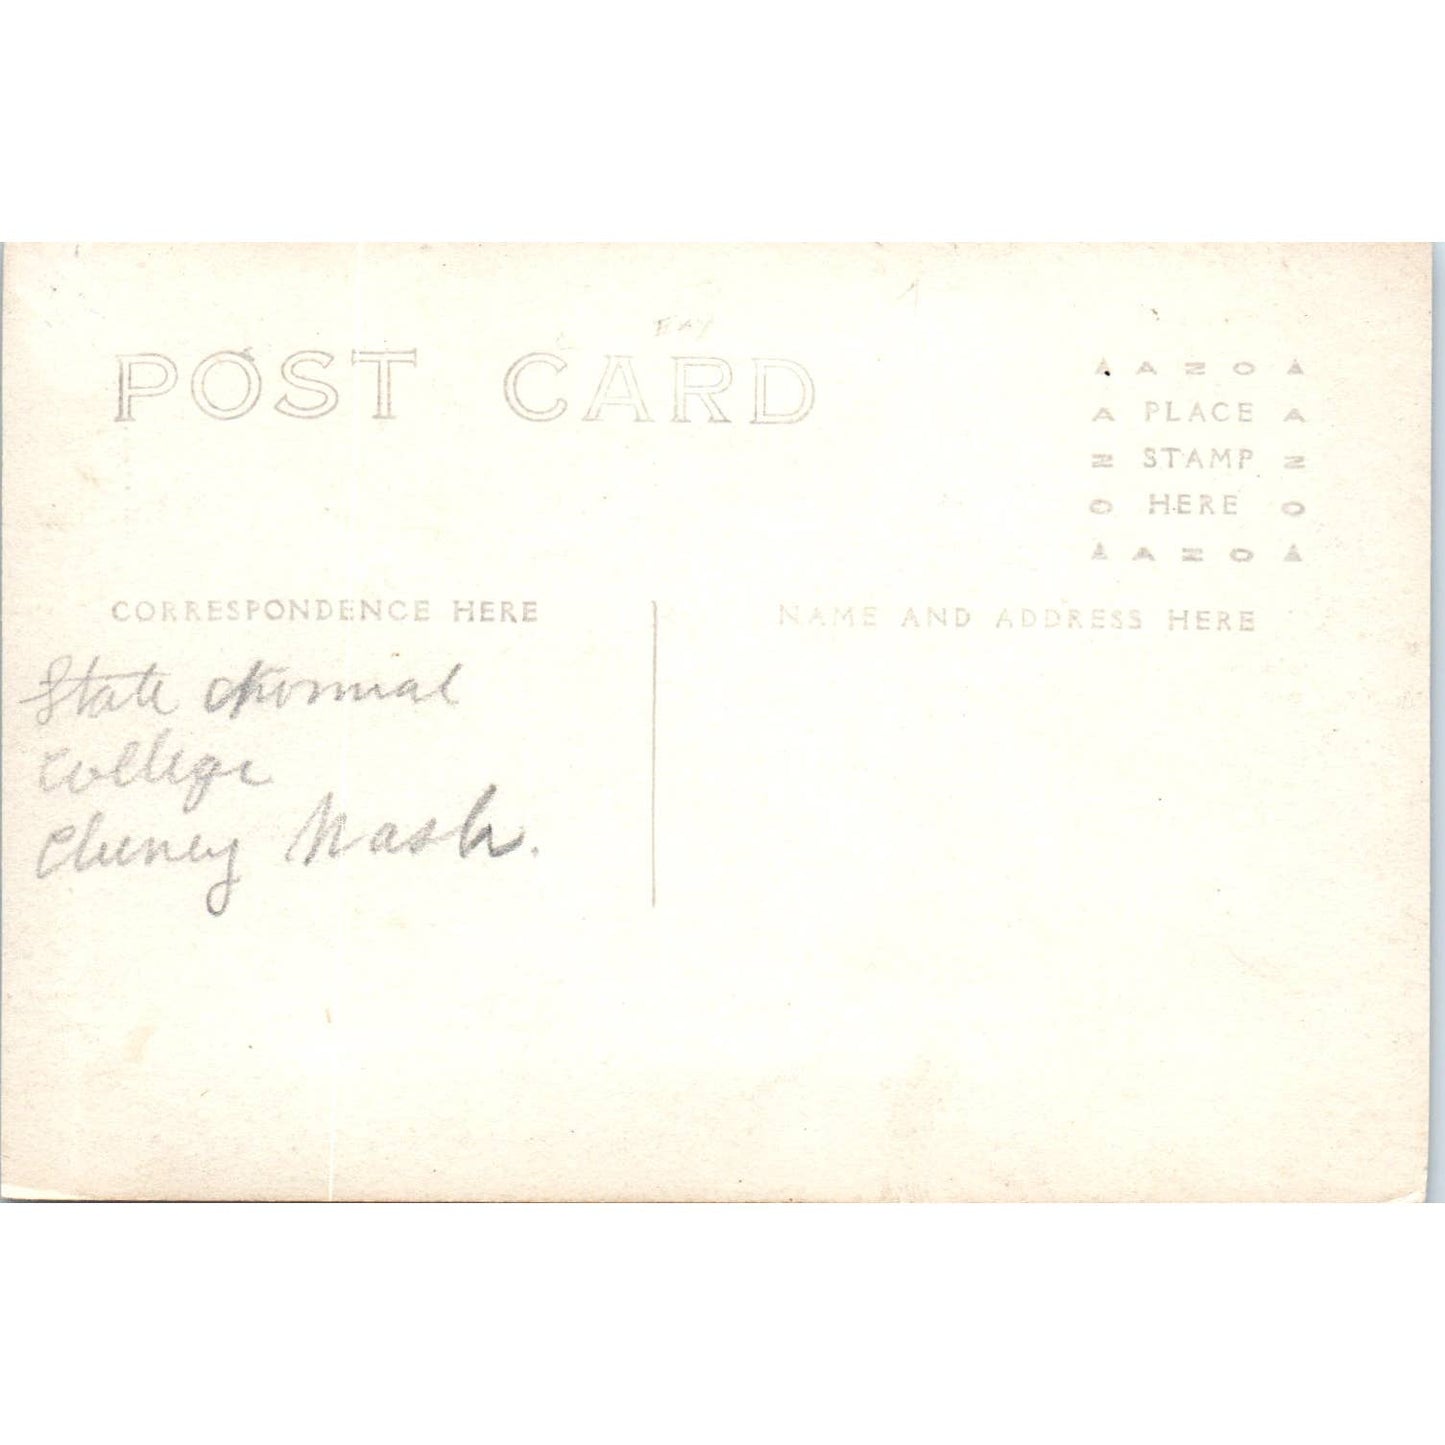 POST CARD
AZO
A PLACE A
Z STAMP Z
O HERE O
AZO
CORRESPONDENCE HERE
NAME AND ADDRESS HERE
State Normal
College
Cheney Wash.